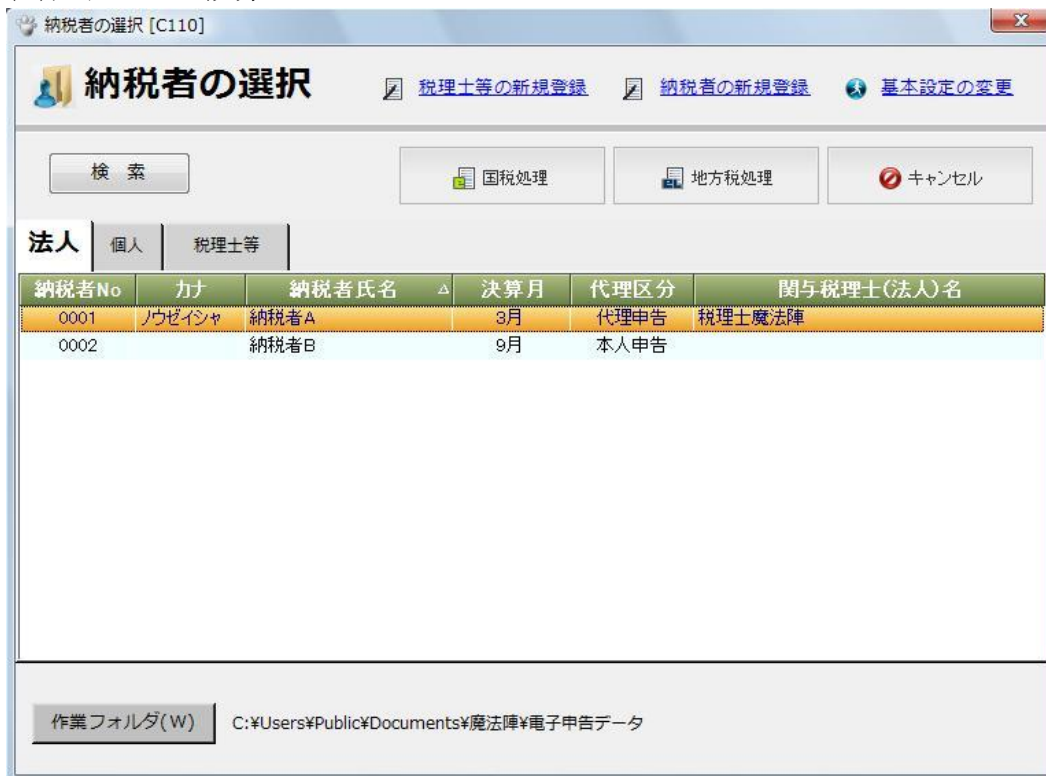 納税者の選択 [C110]
納税者の選択 税理士等の新規登録 納税者の新規登録 基本設定の変更
検 索 国税処理 地方税処理 キャンセル
法人 個人 税理士等
納税者No カナ 納税者氏名 △ 決算月 代理区分 関与税理士(法人)名
0001 ノウゼイシャ 納税者A 3月 代理申告 税理士魔法陣
0002 納税者B 9月 本人申告
作業フォルダ(W) C:¥Users¥Public¥Documents¥魔法陣¥電子申告データ